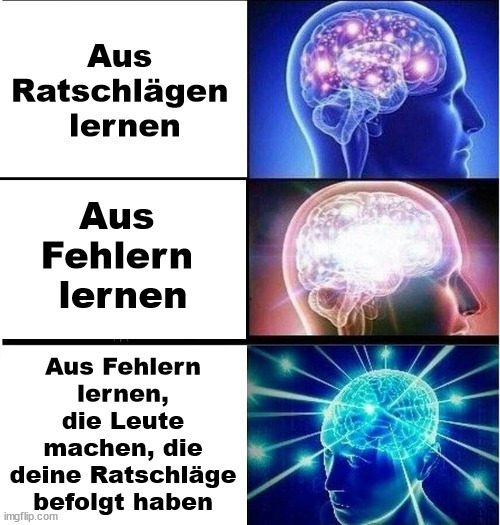 Aus
Ratschlägen
lernen
Aus
Fehlern
lernen
Aus Fehlern
lernen,
die Leute
machen, die
deine Ratschläge
befolgt haben
imgflip.com